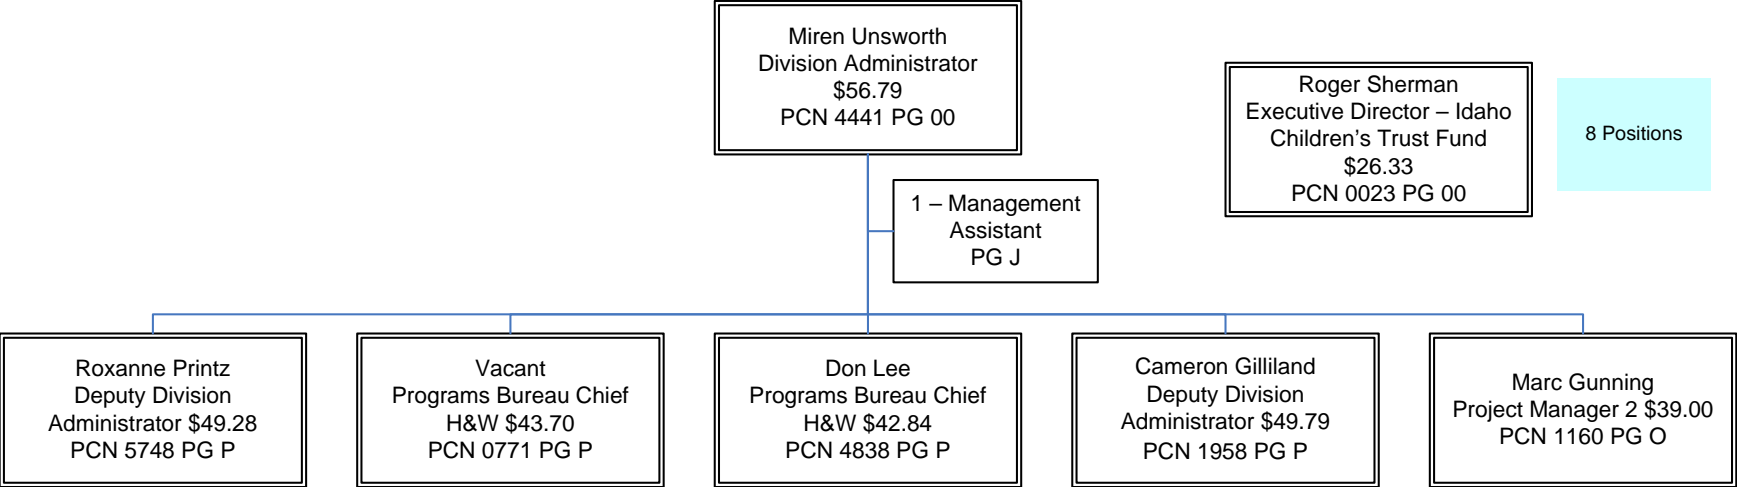 Miren Unsworth
Division Administrator
$56.79
PCN 4441 PG 00
Roger Sherman
Executive Director – Idaho
Children’s Trust Fund
$26.33
PCN 0023 PG 00
8 Positions
1 – Management
Assistant
PG J
Roxanne Printz
Deputy Division
Administrator $49.28
PCN 5748 PG P
Vacant
Programs Bureau Chief
H&W $43.70
PCN 0771 PG P
Don Lee
Programs Bureau Chief
H&W $42.84
PCN 4838 PG P
Cameron Gilliland
Deputy Division
Administrator $49.79
PCN 1958 PG P
Marc Gunning
Project Manager 2 $39.00
PCN 1160 PG O